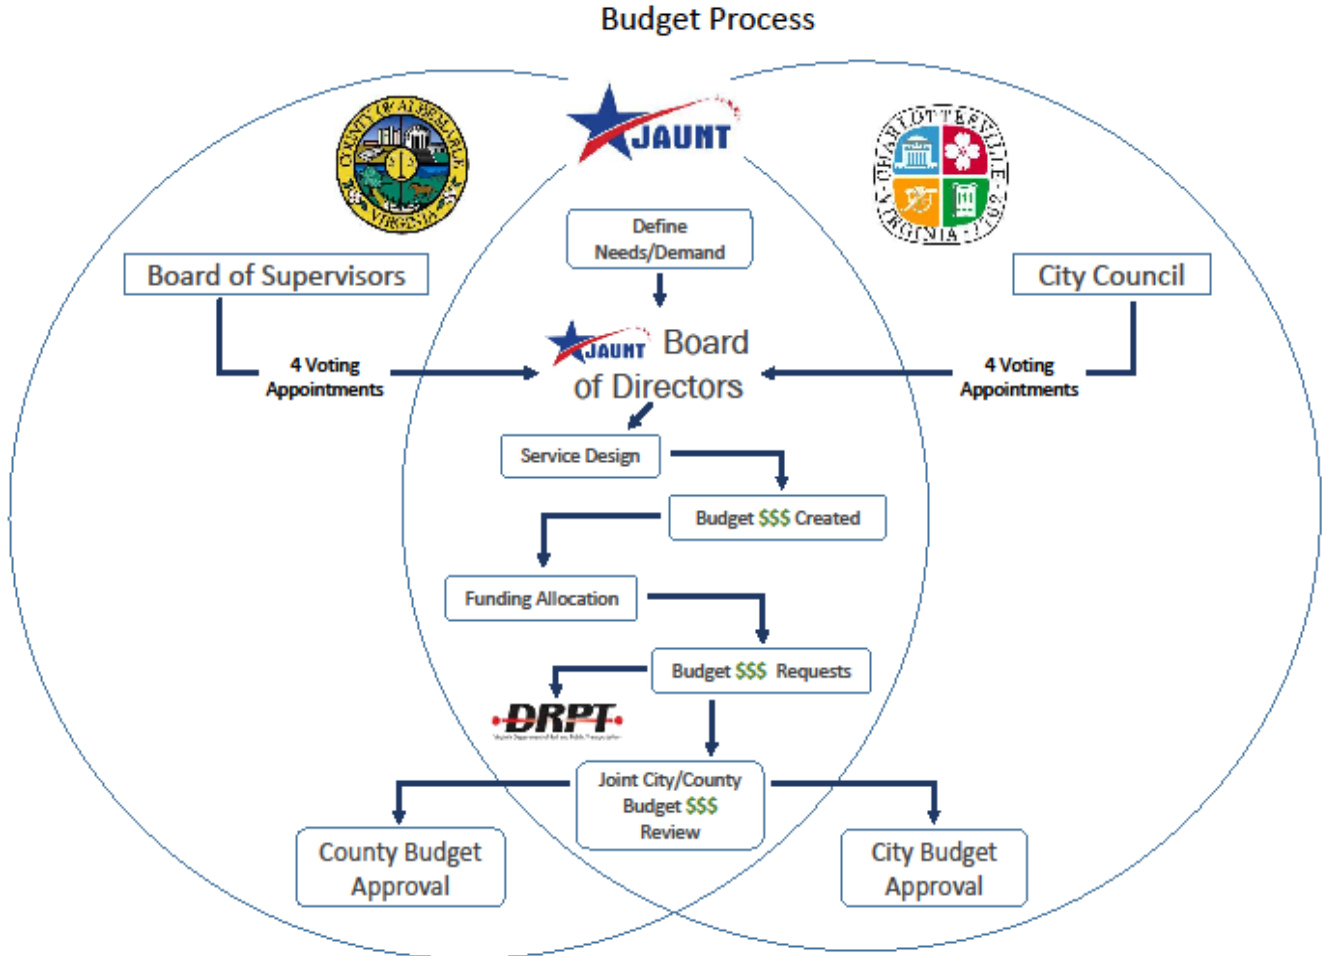 Budget Process
COUNTY OF ALBEMARLE
VIRGINIA
JAUNT
CHARLOTTESVILLE
VIRGINIA · 1762
Define
Needs/Demand
Board of Supervisors
City Council
JAUNT Board
of Directors
4 Voting
Appointments
4 Voting
Appointments
Service Design
Budget $$$ Created
Funding Allocation
Budget $$$ Requests
DRPT
Joint City/County
Budget $$$
Review
County Budget
Approval
City Budget
Approval